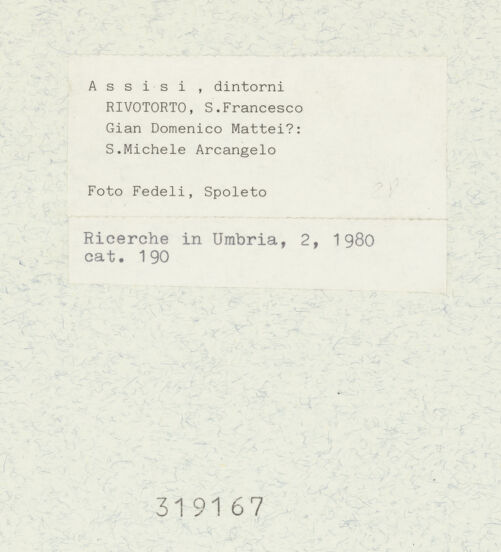 A s s i s i , dintorni
RIVOTORTO, S.Francesco
Gian Domenico Mattei?:
S.Michele Arcangelo
Foto Fedeli, Spoleto
Ricerche in Umbria, 2, 1980
cat. 190
319167